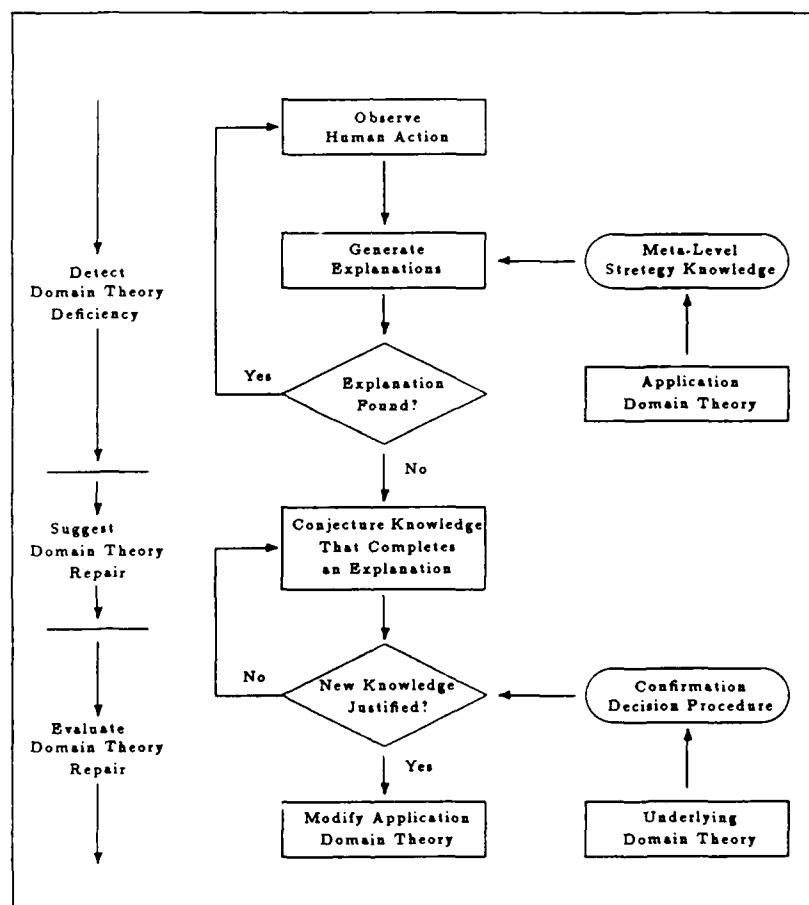 Observe
Human Action
Generate
Explanations
Meta-Level
Stretegy Knowledge
Detect
Domain Theory
Deficiency
Yes
Explanation
Pound?
Application
Domain Theory
No
Suggest
Domain Theory
Repair
Conjecture Knowledge
That Completes
an Explanation
No
New Knowledge
Justified?
Confirmation
Decision Procedure
Evaluate
Domain Theory
Repair
Yes
Modify Application
Domain Theory
Underlying
Domain Theory